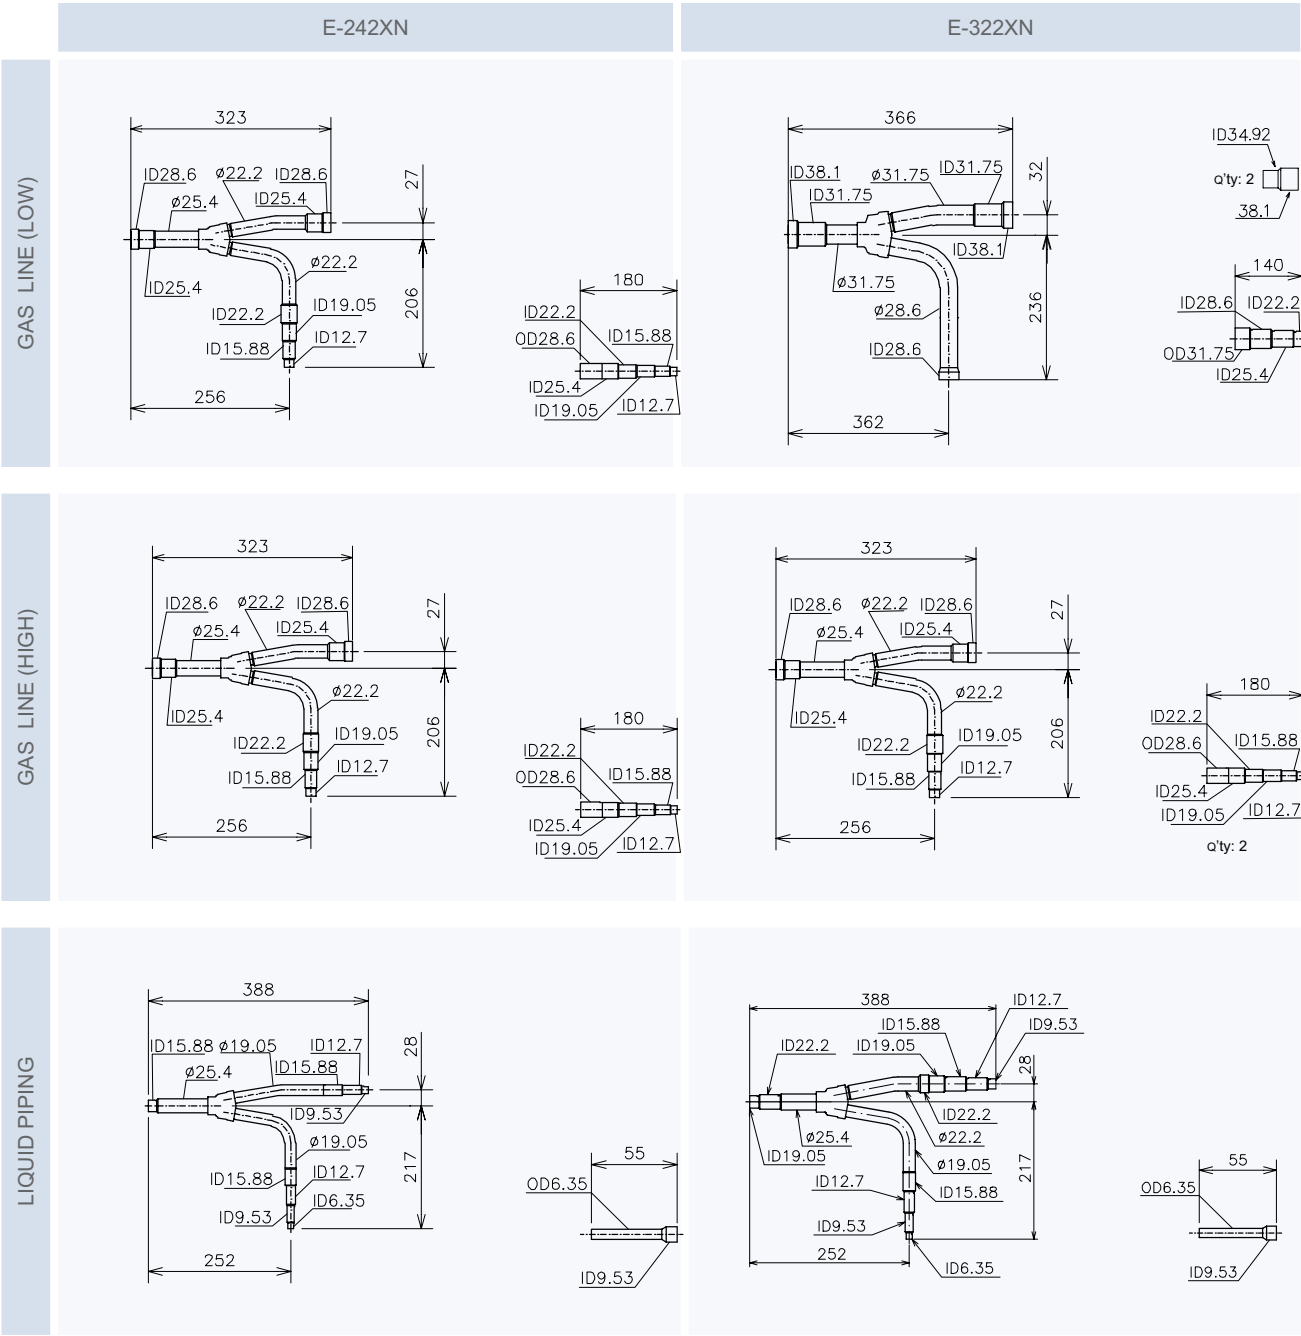 E-242XN
E-322XN
GAS LINE (LOW)
323
ID28.6
ø22.2
ID28.6
ø25.4
ID25.4
27
ID25.4
ø22.2
206
ID22.2
ID19.05
ID15.88
ID12.7
256
180
ID22.2
OD28.6
ID15.88
ID25.4
ID19.05
ID12.7
366
ID38.1
ø31.75
ID31.75
ID31.75
32
ID38.1
ø31.75
ø28.6
236
ID28.6
362
ID34.92
Q'ty: 2
38.1
140
ID28.6
ID22.2
OD31.75
ID25.4
GAS LINE (HIGH)
323
ID28.6
ø22.2
ID28.6
ø25.4
ID25.4
27
ID25.4
ø22.2
206
ID22.2
ID19.05
ID15.88
ID12.7
256
180
ID22.2
OD28.6
ID15.88
ID25.4
ID19.05
ID12.7
323
ID28.6
ø22.2
ID28.6
ø25.4
ID25.4
27
ID25.4
ø22.2
206
ID22.2
ID19.05
ID15.88
ID12.7
256
180
ID22.2
OD28.6
ID15.88
ID25.4
ID19.05
ID12.7
Q'ty: 2
LIQUID PIPING
388
ID15.88
ø19.05
ID12.7
ø25.4
ID15.88
28
ID9.53
ø19.05
217
ID15.88
ID12.7
ID9.53
ID6.35
252
55
OD6.35
ID9.53
388
ID12.7
ID15.88
ID9.53
ID22.2
ID19.05
28
ID22.2
ø25.4
ø22.2
ID19.05
ø19.05
217
ID12.7
ID15.88
ID9.53
252
ID6.35
55
OD6.35
ID9.53